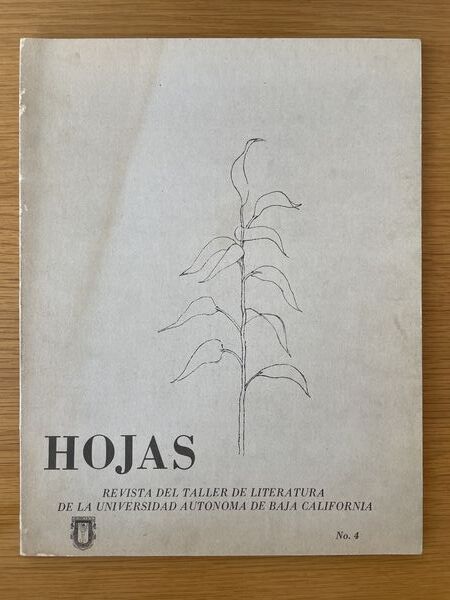 HOJAS
REVISTA DEL TALLER DE LITERATURA
DE LA UNIVERSIDAD AUTONOMA DE BAJA CALIFORNIA
No. 4